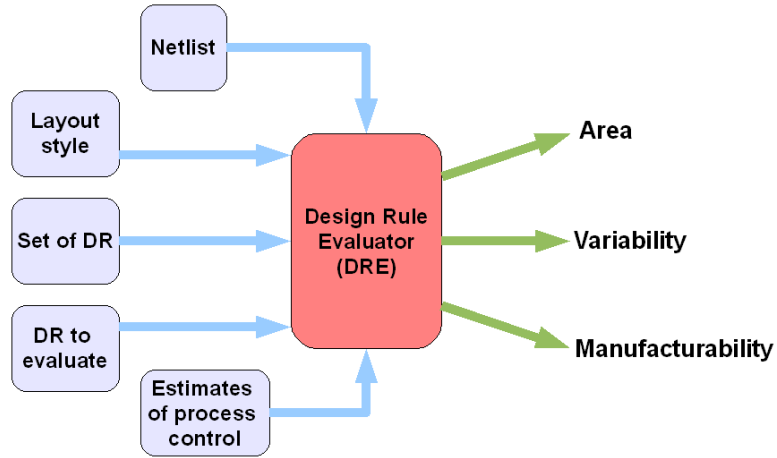 Netlist
Layout
style
Set of DR
DR to
evaluate
Estimates
of process
control
Design Rule
Evaluator
(DRE)
Area
Variability
Manufacturability